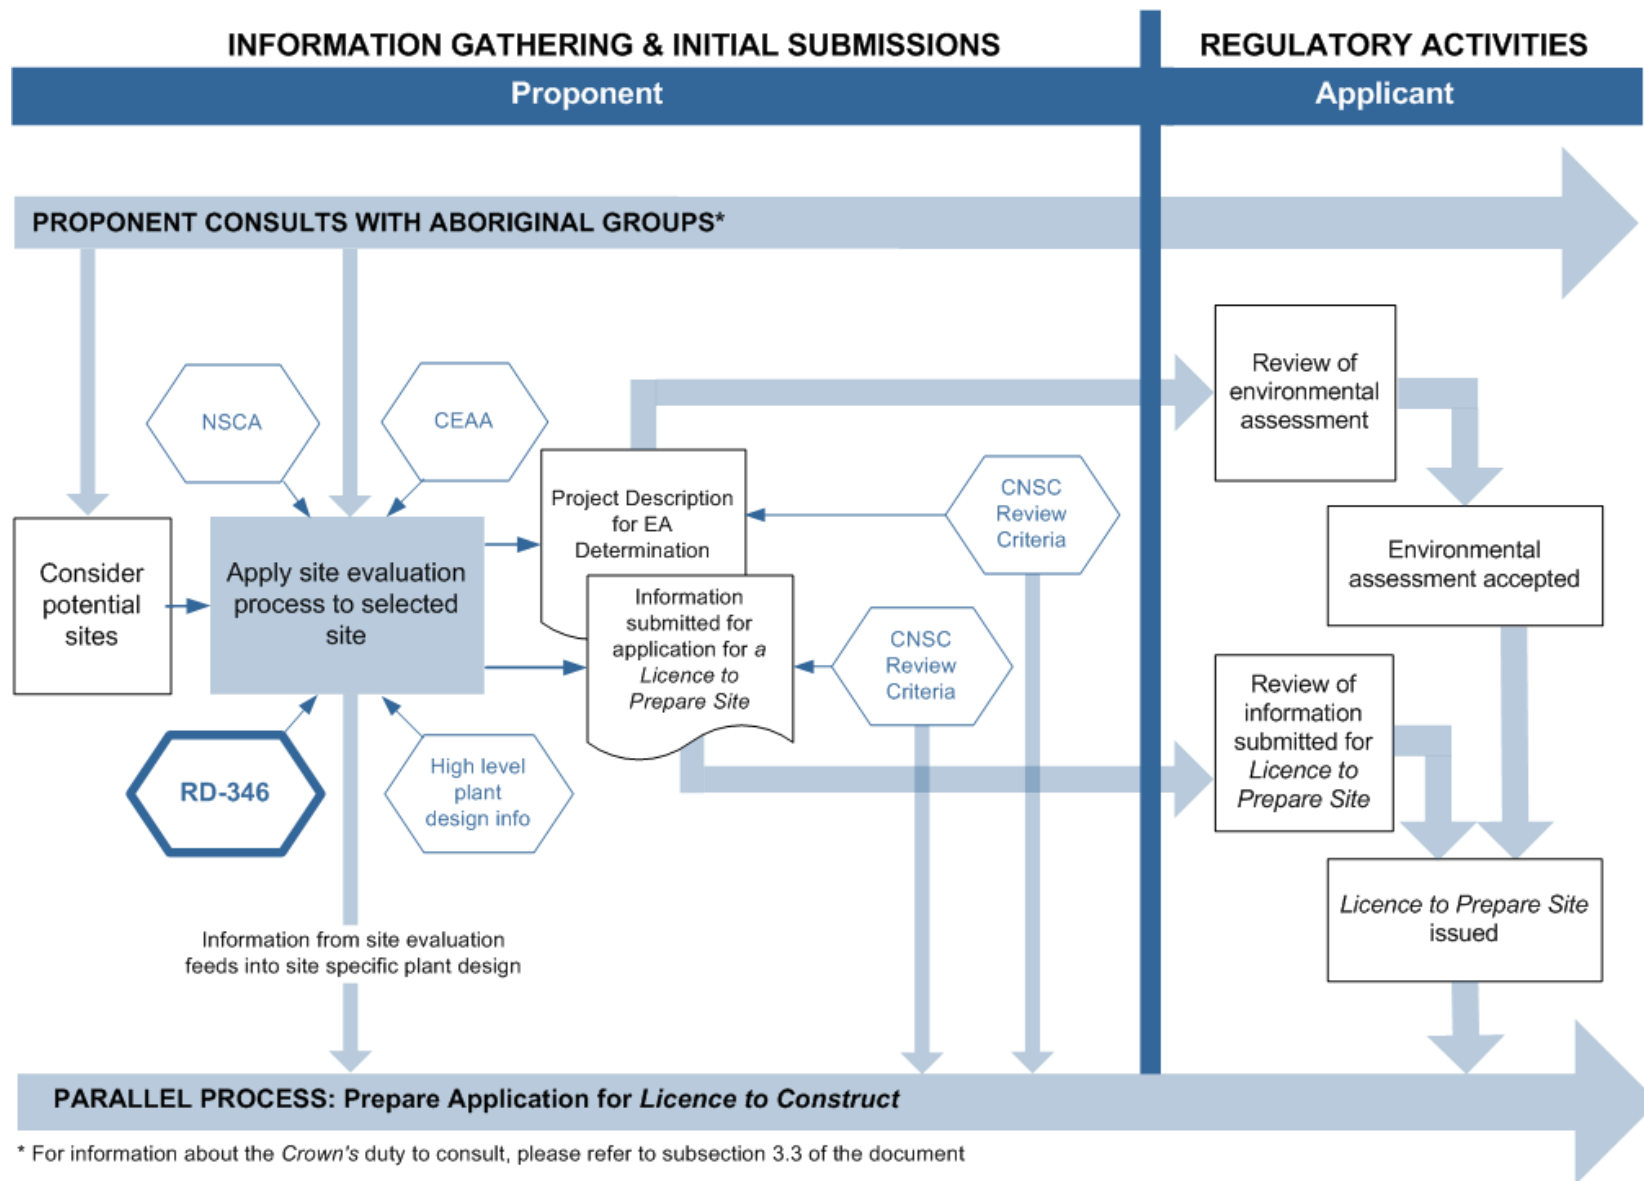 INFORMATION GATHERING & INITIAL SUBMISSIONS
REGULATORY ACTIVITIES
Proponent
Applicant
PROPONENT CONSULTS WITH ABORIGINAL GROUPS*
NSCA
CEAA
Consider
potential
sites
Apply site evaluation
process to selected
site
RD-346
High level
plant
design info
Project Description
for EA
Determination
Information
submitted for
application for a
Licence to
Prepare Site
CNSC
Review
Criteria
CNSC
Review
Criteria
Review of
environmental
assessment
Environmental
assessment accepted
Review of
information
submitted for
Licence to
Prepare Site
Licence to Prepare Site
issued
Information from site evaluation
feeds into site specific plant design
PARALLEL PROCESS: Prepare Application for Licence to Construct
* For information about the Crown's duty to consult, please refer to subsection 3.3 of the document